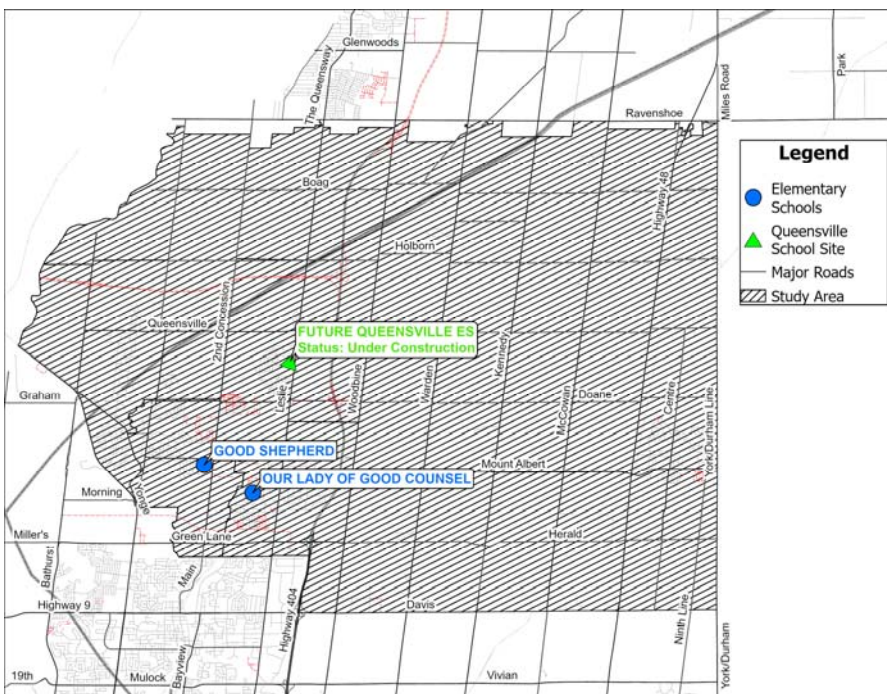 Glenwoods
The Queensway
Park
Miles Road
Ravenshoe
Boag
Highway 48
Holborn
Legend
Elementary
Schools
Queensville
School Site
Major Roads
Study Area
2nd Concession
Queensville
FUTURE QUEENSVILLE ES
Status: Under Construction
Leslie
Woodbine
Warden
Kennedy
McCowan
Doane
Centre
York/Durham Line
Graham
GOOD SHEPHERD
OUR LADY OF GOOD COUNSEL
Mount Albert
Morning
Yonge
Miller's
Green Lane
Herald
Bathurst
Main
Highway 404
Highway 9
Davis
Ninth Line
19th
Mulock
Bayview
Vivian
York/Durham